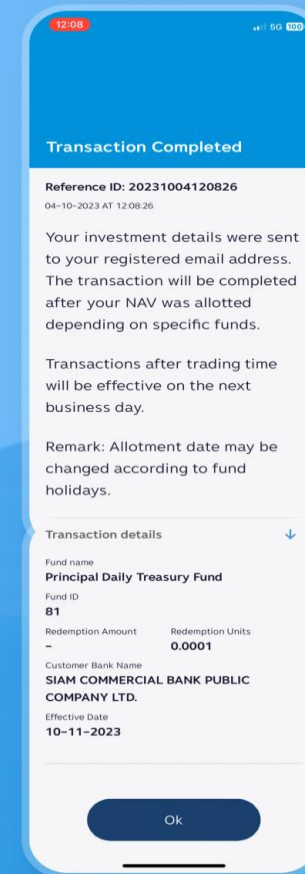 12:08
5G 100
Transaction Completed
Reference ID: 20231004120826
04-10-2023 AT 12:08:26
Your investment details were sent
to your registered email address.
The transaction will be completed
after your NAV was allotted
depending on specific funds.
Transactions after trading time
will be effective on the next
business day.
Remark: Allotment date may be
changed according to fund
holidays.
Transaction details
Fund name
Principal Daily Treasury Fund
Fund ID
81
Redemption Amount Redemption Units
– 0.0001
Customer Bank Name
SIAM COMMERCIAL BANK PUBLIC
COMPANY LTD.
Effective Date
10-11-2023
Ok